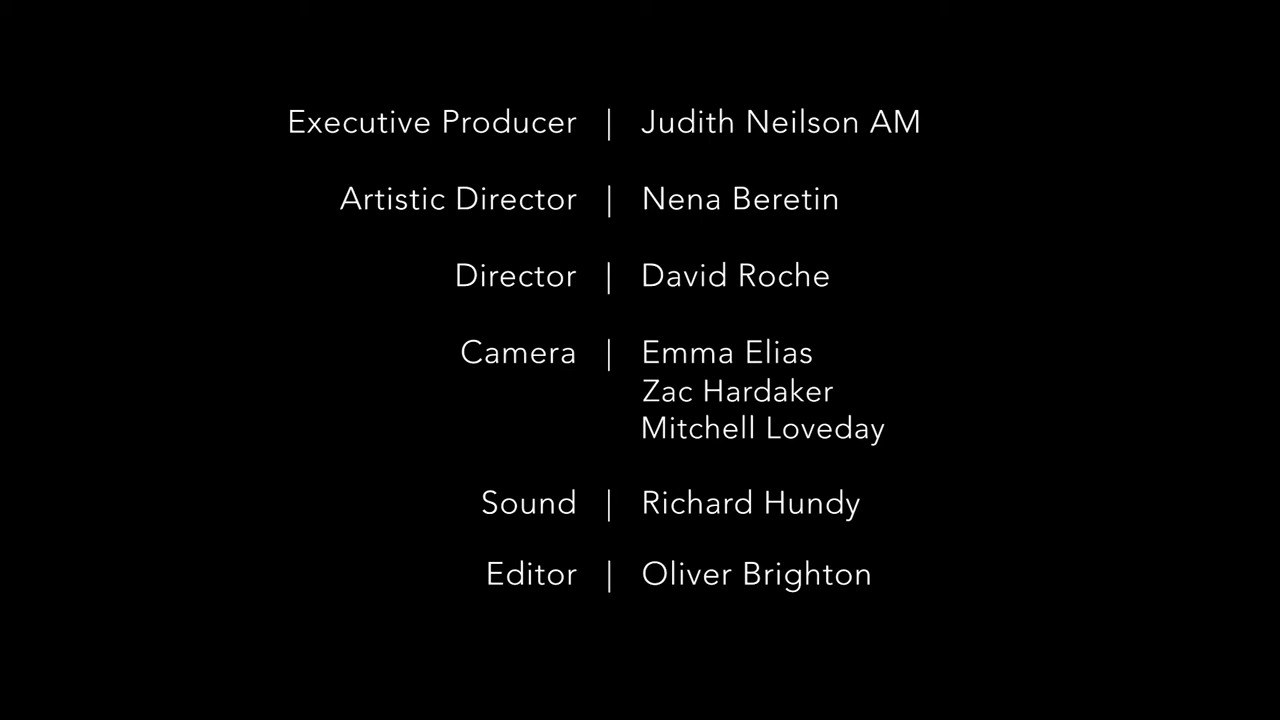 Executive Producer | Judith Neilson AM
Artistic Director | Nena Beretin
Director | David Roche
Camera | Emma Elias
Zac Hardaker
Mitchell Loveday
Sound | Richard Hundy
Editor | Oliver Brighton